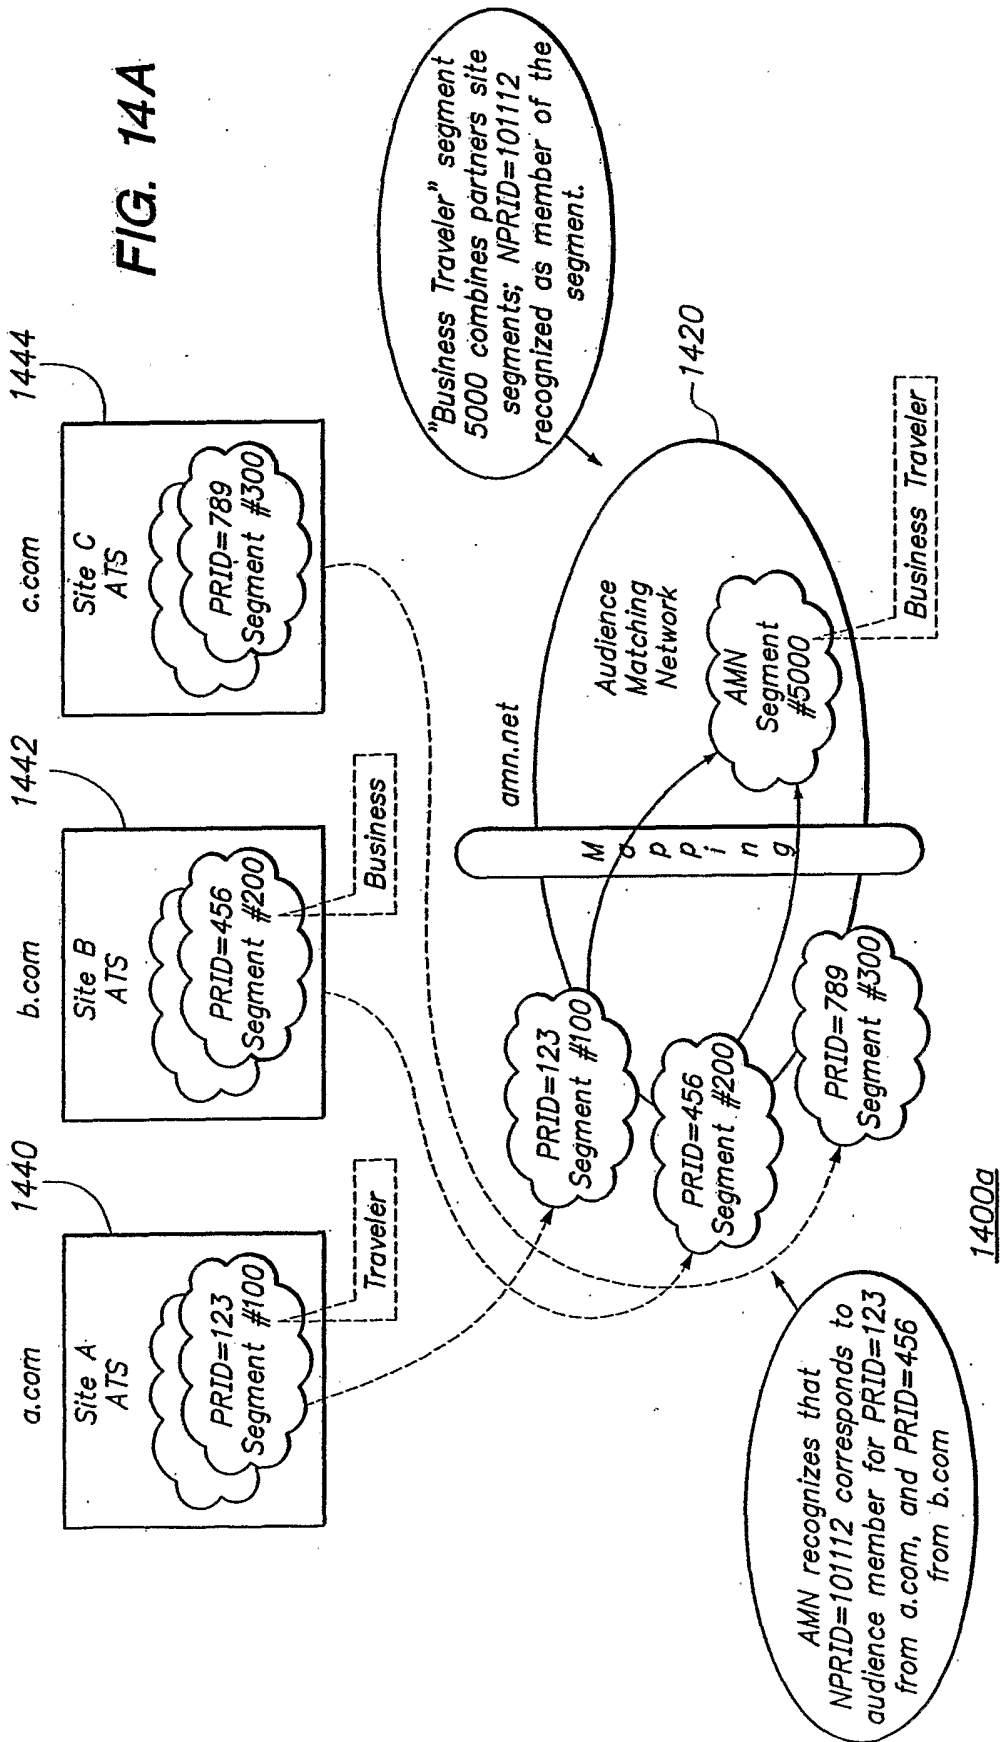 FIG. 14A
a.com
1440
Site A
ATS
PRID=123
Segment #100
Traveler
b.com
1442
Site B
ATS
PRID=456
Segment #200
Business
c.com
1444
Site C
ATS
PRID=789
Segment #300
"Business Traveler" segment
5000 combines partners site
segments; NPRID=101112
recognized as member of the
segment.
1420
amn.net
Audience
Matching
Network
Mapping
PRID=123
Segment #100
PRID=456
Segment #200
PRID=789
Segment #300
AMN
Segment
#5000
Business Traveler
AMN recognizes that
NPRID=101112 corresponds to
audience member for PRID=123
from a.com, and PRID=456
from b.com
1400a